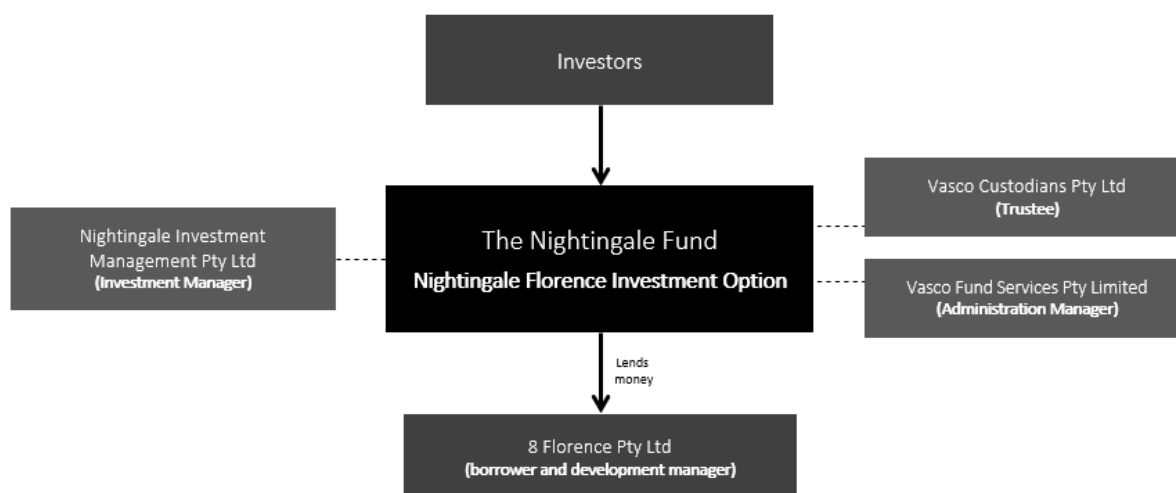 Investors
Vasco Custodians Pty Ltd
(Trustee)
Nightingale Investment
Management Pty Ltd
(Investment Manager)
The Nightingale Fund
Nightingale Florence Investment Option
Vasco Fund Services Pty Limited
(Administration Manager)
Lends
money
8 Florence Pty Ltd
(borrower and development manager)